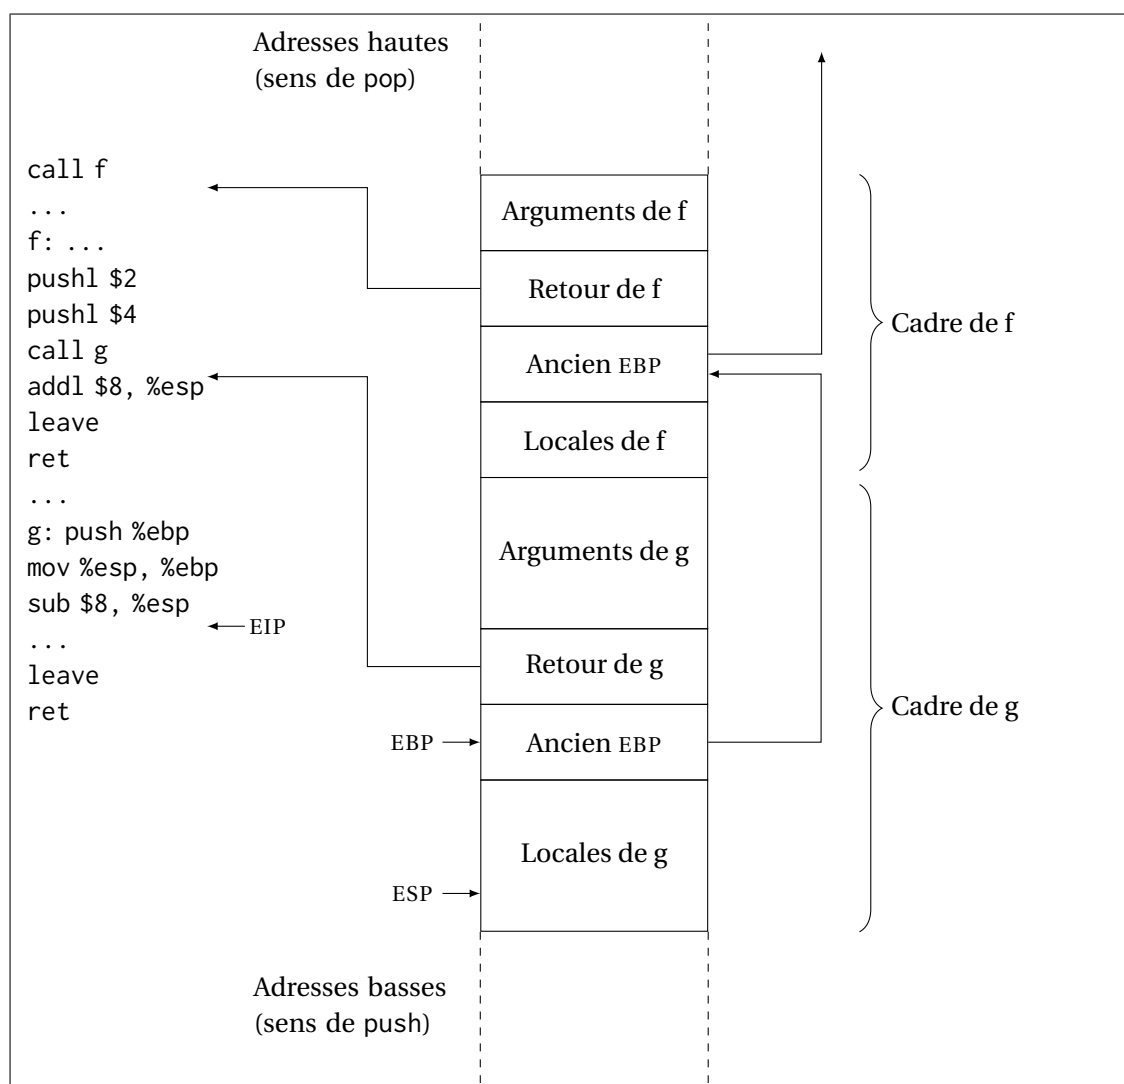 Adresses hautes
(sens de pop)
call f
...
f: ...
pushl $2
pushl $4
call g
addl $8, %esp
leave
ret
...
g: push %ebp
mov %esp, %ebp
sub $8, %esp
...
leave
ret
EIP
EBP
ESP
Arguments de f
Retour de f
Ancien EBP
Locales de f
Arguments de g
Retour de g
Ancien EBP
Locales de g
Cadre de f
Cadre de g
Adresses basses
(sens de push)